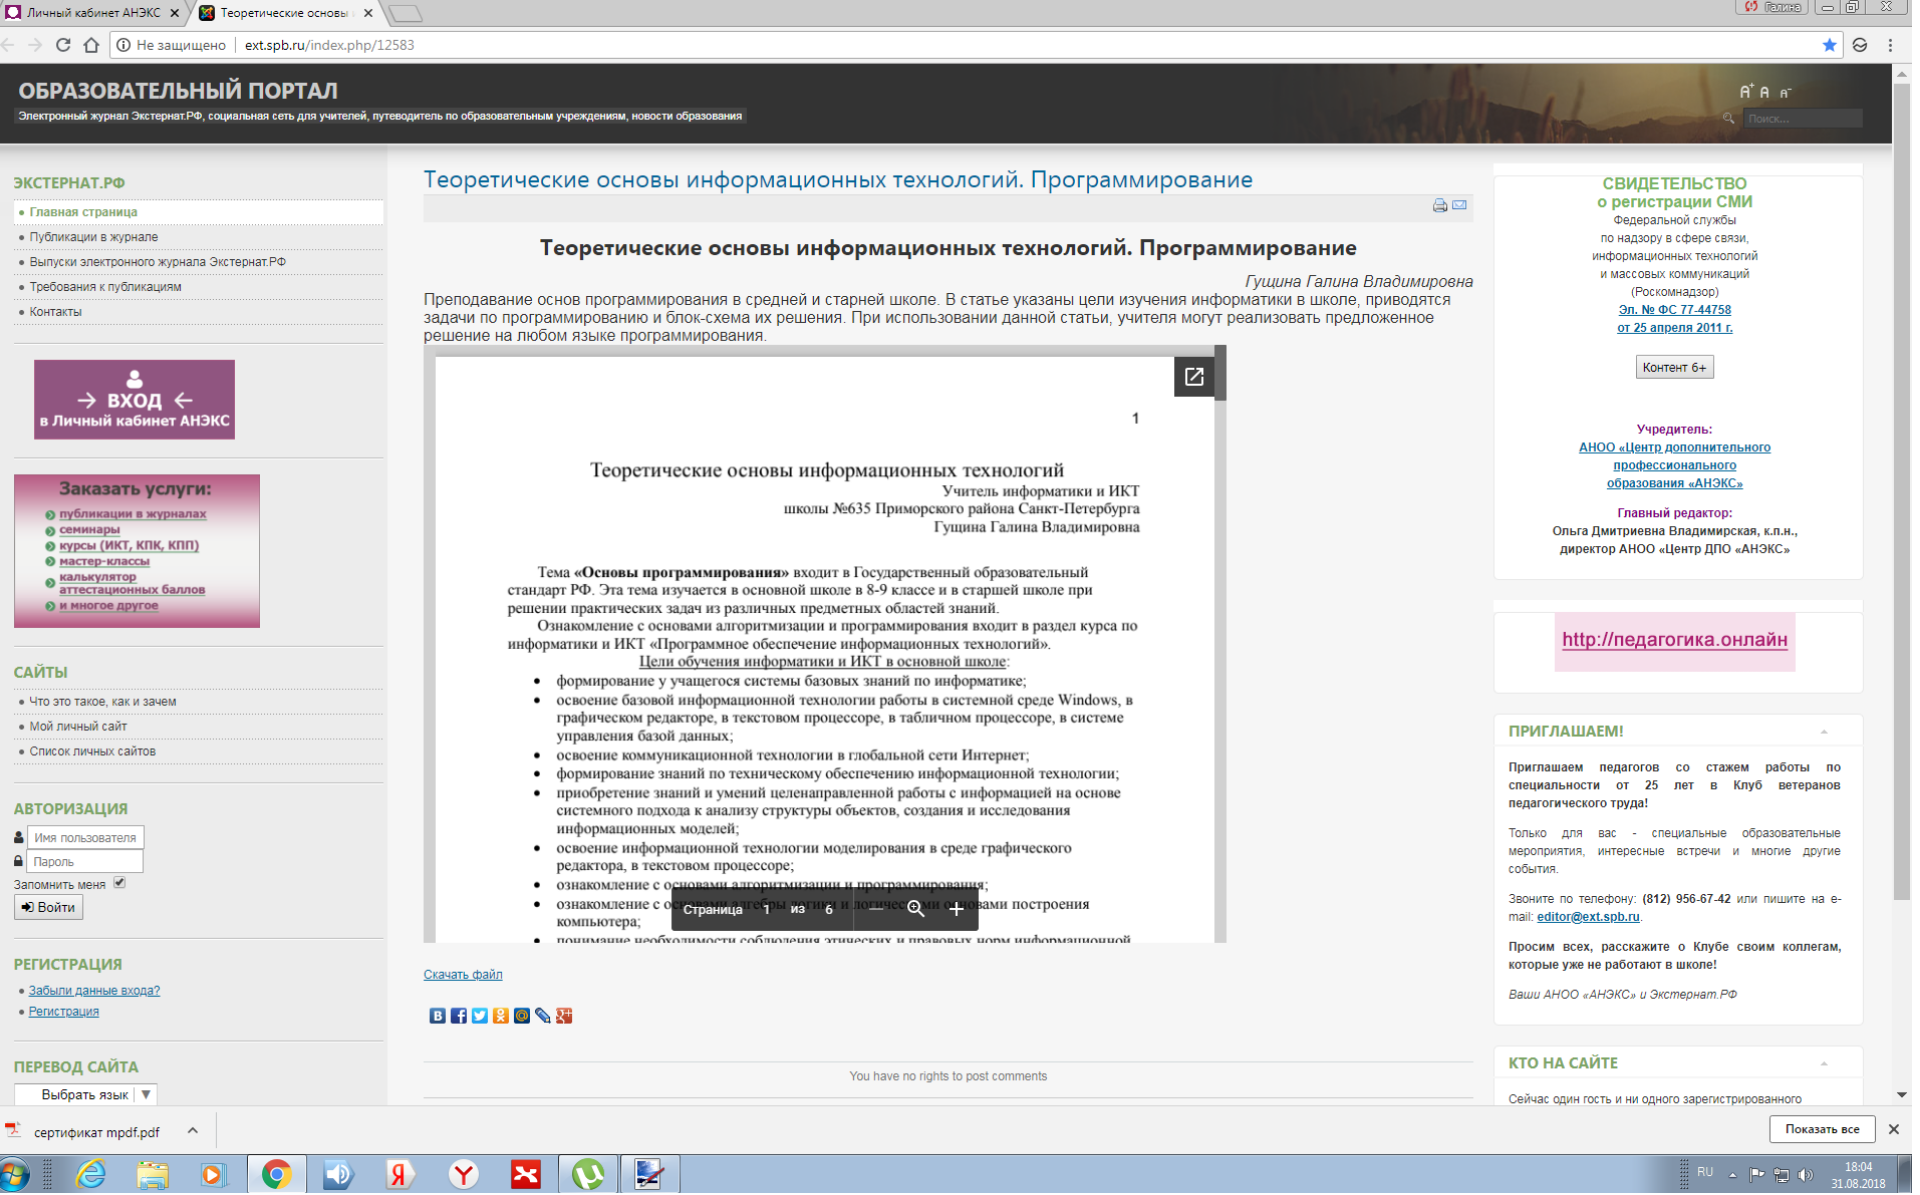 Личный кабинет АНЭКС
Теоретические основы
Галина
Не защищено
ext.spb.ru/index.php/12583
ОБРАЗОВАТЕЛЬНЫЙ ПОРТАЛ
Электронный журнал Экстернат.РФ, социальная сеть для учителей, путеводитель по образовательным учреждениям, новости образования
A+ A A-
Поиск...
ЭКСТЕРНАТ.РФ
Главная страница
Публикации в журнале
Выпуски электронного журнала Экстернат.РФ
Требования к публикациям
Контакты
ВХОД
в Личный кабинет АНЭКС
Заказать услуги:
публикации в журналах
семинары
курсы (ИКТ, КПК, КПП)
мастер-классы
калькулятор
аттестационных баллов
и многое другое
САЙТЫ
Что это такое, как и зачем
Мой личный сайт
Список личных сайтов
АВТОРИЗАЦИЯ
Имя пользователя
Пароль
Запомнить меня
Войти
РЕГИСТРАЦИЯ
Забыли данные входа?
Регистрация
ПЕРЕВОД САЙТА
Выбрать язык
Теоретические основы информационных технологий. Программирование
Теоретические основы информационных технологий. Программирование
Гущина Галина Владимировна
Преподавание основ программирования в средней и старней школе. В статье указаны цели изучения информатики в школе, приводятся
задачи по программированию и блок-схема их решения. При использовании данной статьи, учителя могут реализовать предложенное
решение на любом языке программирования.
1
Теоретические основы информационных технологий
Учитель информатики и ИКТ
школы №635 Приморского района Санкт-Петербурга
Гущина Галина Владимировна
Тема «Основы программирования» входит в Государственный образовательный
стандарт РФ. Эта тема изучается в основной школе в 8-9 классе и в старшей школе при
решении практических задач из различных предметных областей знаний.
Ознакомление с основами алгоритмизации и программирования входит в раздел курса по
информатики и ИКТ «Программное обеспечение информационных технологий».
Цели обучения информатики и ИКТ в основной школе:
• формирование у учащегося системы базовых знаний по информатике;
• освоение базовой информационной технологии работы в системной среде Windows, в
графическом редакторе, в текстовом процессоре, в табличном процессоре, в системе
управления базой данных;
• освоение коммуникационной технологии в глобальной сети Интернет;
• формирование знаний по техническому обеспечению информационной технологии;
• приобретение знаний и умений целенаправленной работы с информацией на основе
системного подхода к анализу структуры объектов, создания и исследования
информационных моделей;
• освоение информационной технологии моделирования в среде графического
редактора, в текстовом процессоре;
• ознакомление с основами алгоритмизации и программирования;
• ознакомление с основами алгебры логики и логическими основами построения
компьютера;
• понимание необходимости соблюдения этических и правовых норм информационной
Страница 1 из 6
Скачать файл
You have no rights to post comments
СВИДЕТЕЛЬСТВО
о регистрации СМИ
Федеральной службы
по надзору в сфере связи,
информационных технологий
и массовых коммуникаций
(Роскомнадзор)
Эл. № ФС 77-44758
от 25 апреля 2011 г.
Контент 6+
Учредитель:
АНОО «Центр дополнительного
профессионального
образования «АНЭКС»
Главный редактор:
Ольга Дмитриевна Владимирская, к.п.н.,
директор АНОО «Центр ДПО «АНЭКС»
http://педагогика.онлайн
ПРИГЛАШАЕМ!
Приглашаем педагогов со стажем работы по
специальности от 25 лет в Клуб ветеранов
педагогического труда!
Только для вас - специальные образовательные
мероприятия, интересные встречи и многие другие
события.
Звоните по телефону: (812) 956-67-42 или пишите на e-
mail: editor@ext.spb.ru.
Просим всех, расскажите о Клубе своим коллегам,
которые уже не работают в школе!
Ваши АНОО «АНЭКС» и Экстернат.РФ
КТО НА САЙТЕ
Сейчас один гость и ни одного зарегистрированного
сертификат mpdf.pdf
Показать все
RU
18:04
31.08.2018